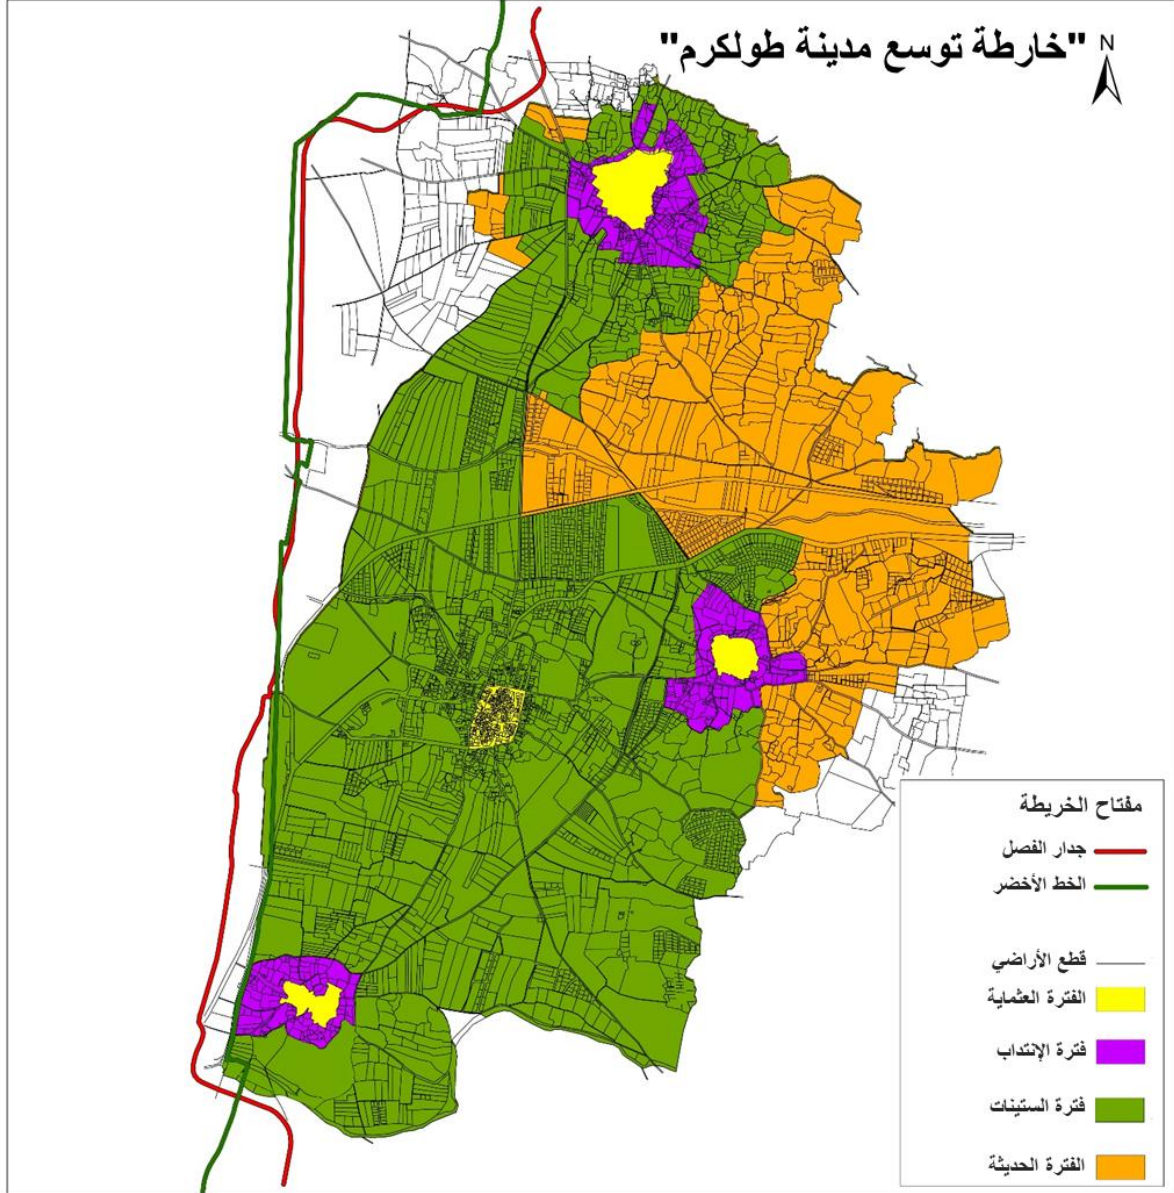 "خارطة توسع مدينة طولكرم"
N
مفتاح الخريطة
جدار الفصل
الخط الأخضر
قطع الأراضي
الفترة العثماية
فترة الإنتداب
فترة الستينات
الفترة الحديثة